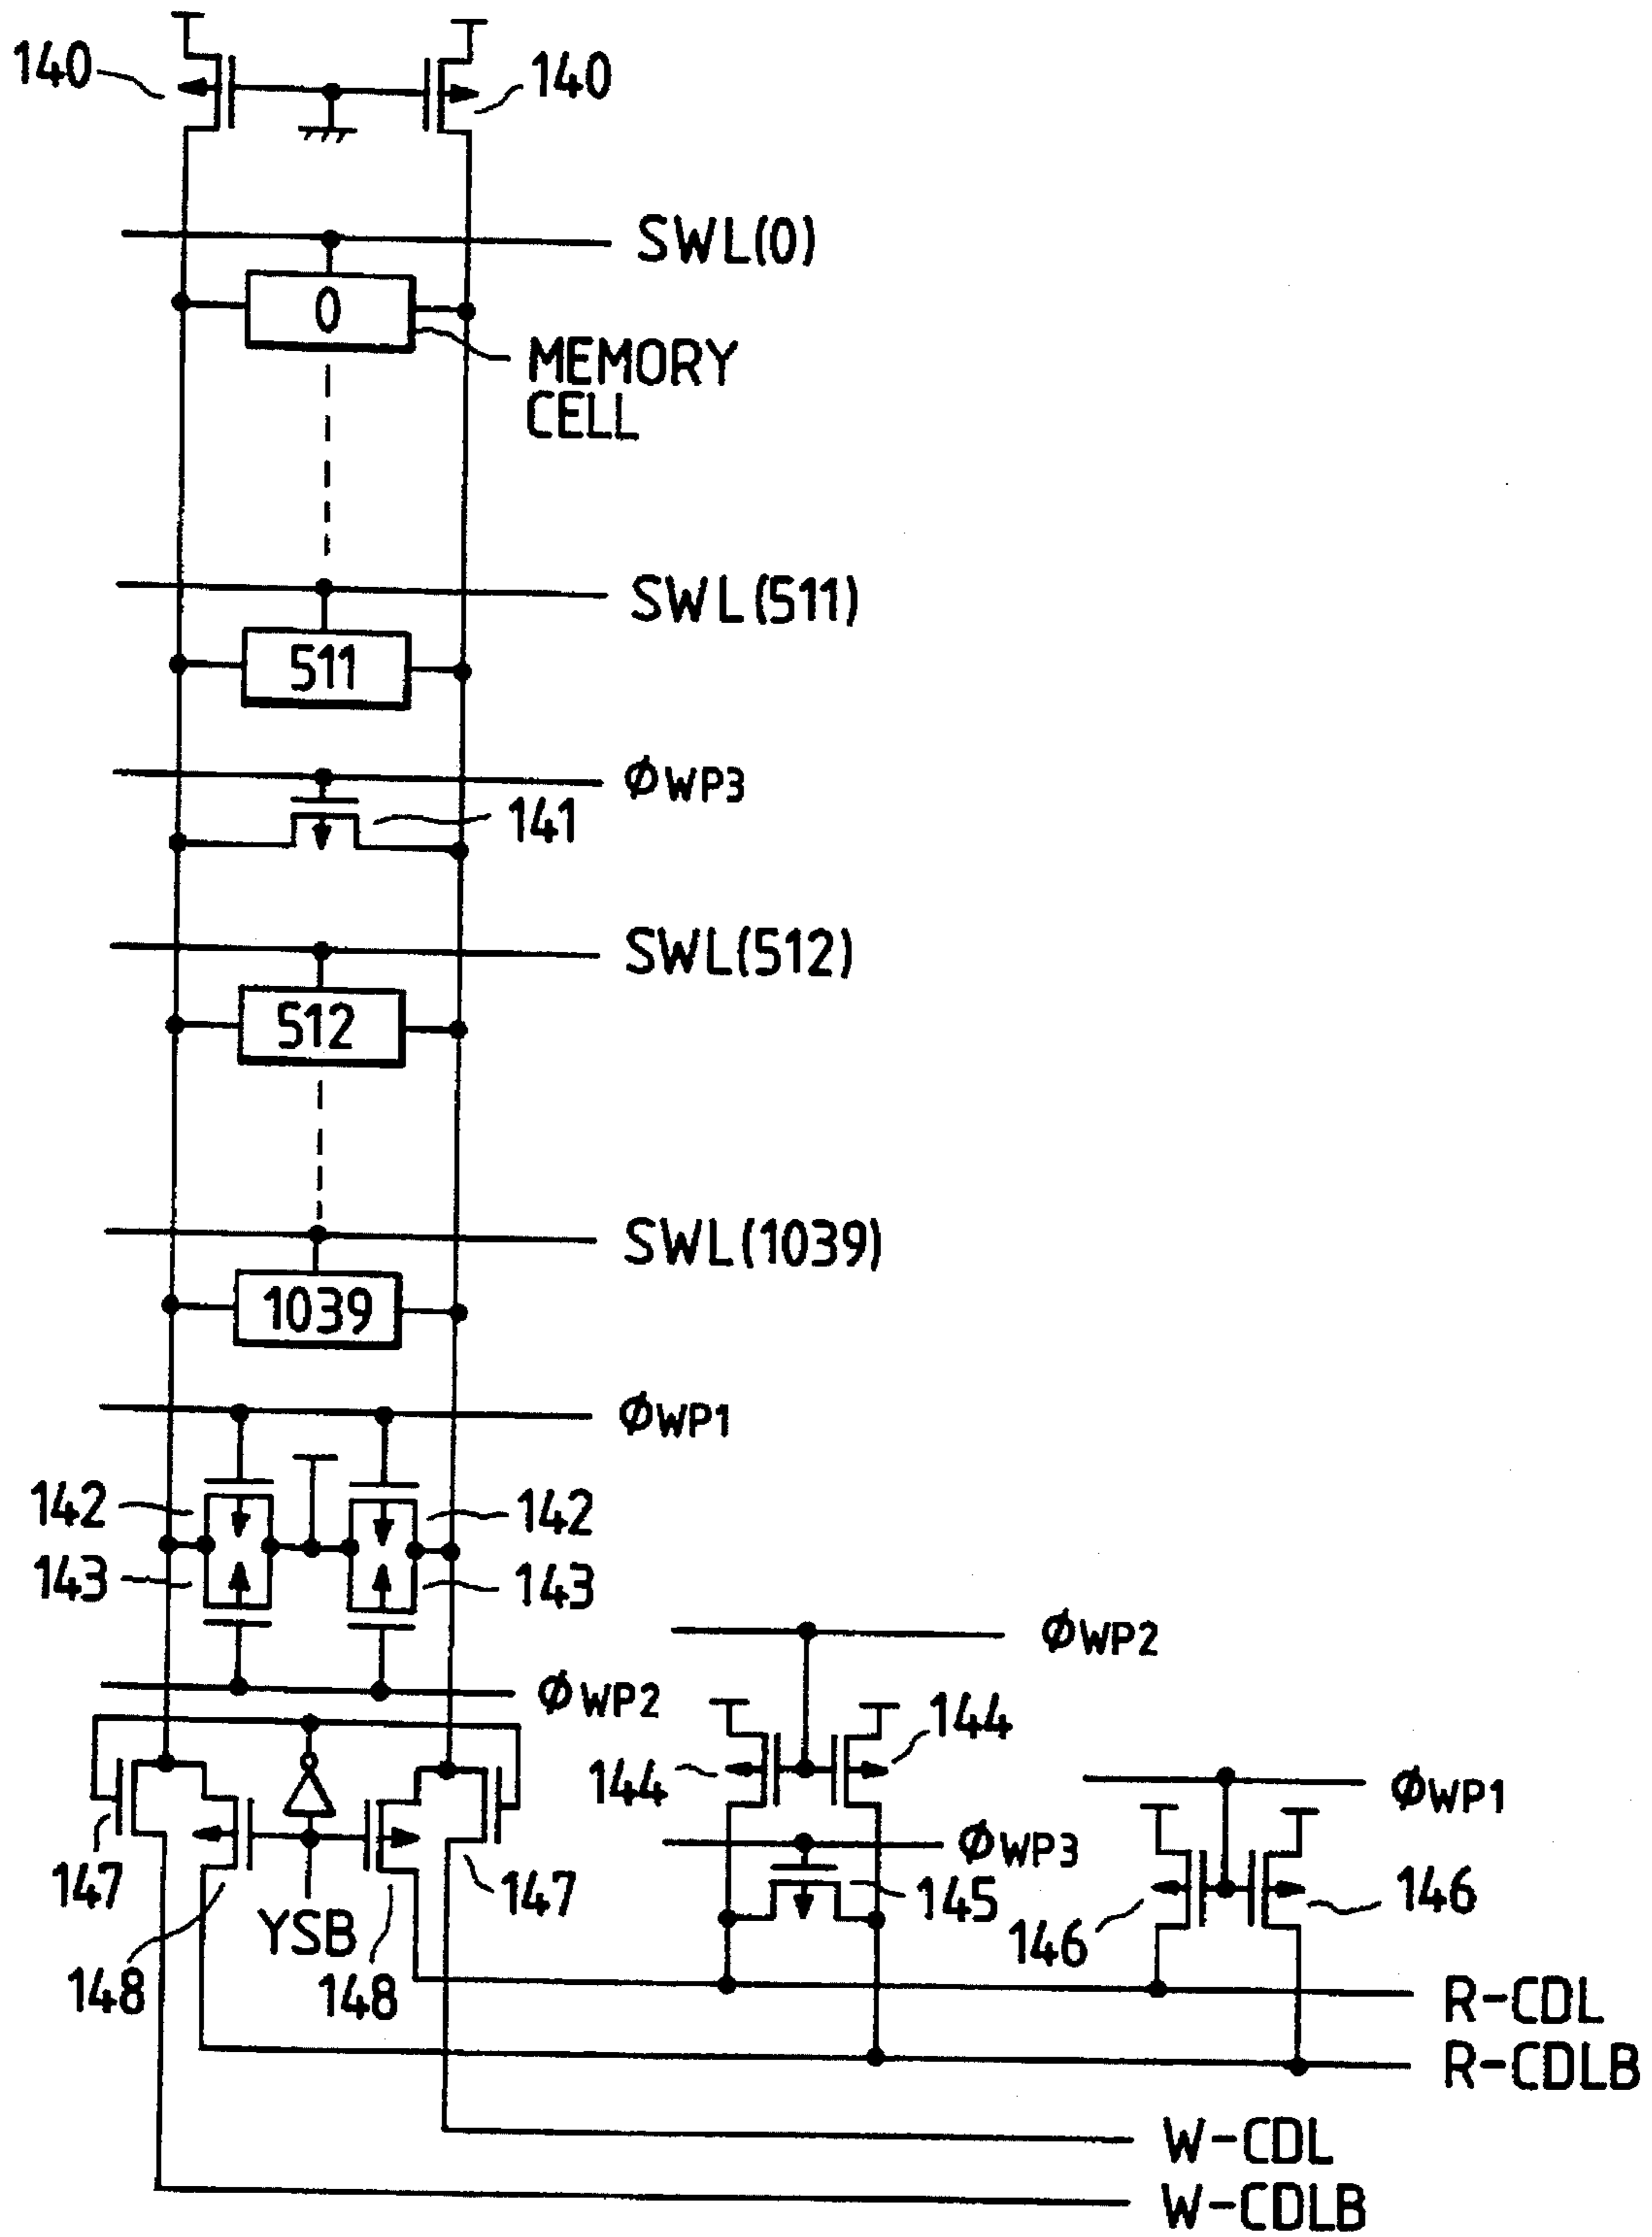 140
140
SWL(0)
0
MEMORY
CELL
SWL(511)
511
ϕWP3
141
SWL(512)
512
SWL(1039)
1039
ϕWP1
142
142
143
143
ϕWP2
ϕWP2
144
144
ϕWP1
ϕWP3
145
146
146
147
147
YSB
148
148
R-CDL
R-CDLB
W-CDL
W-CDLB